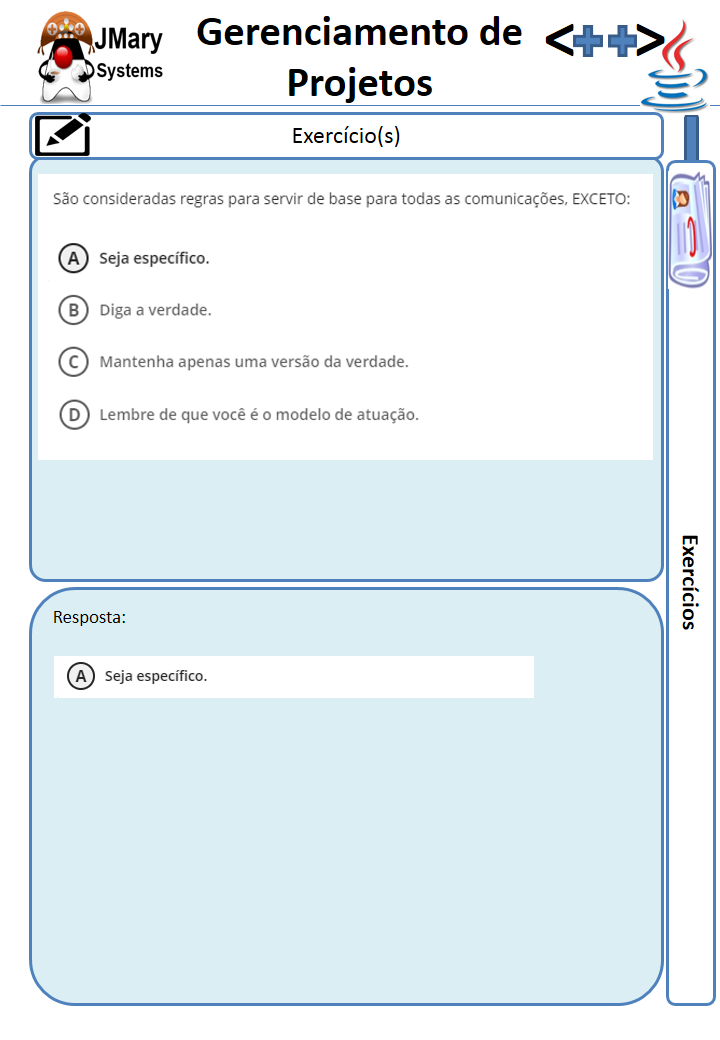 JMary
Systems
Gerenciamento de
Projetos
<++>
Exercício(s)
São consideradas regras para servir de base para todas as comunicações, EXCETO:
A Seja específico.
B Diga a verdade.
C Mantenha apenas uma versão da verdade.
D Lembre de que você é o modelo de atuação.
Exercícios
Resposta:
A Seja específico.